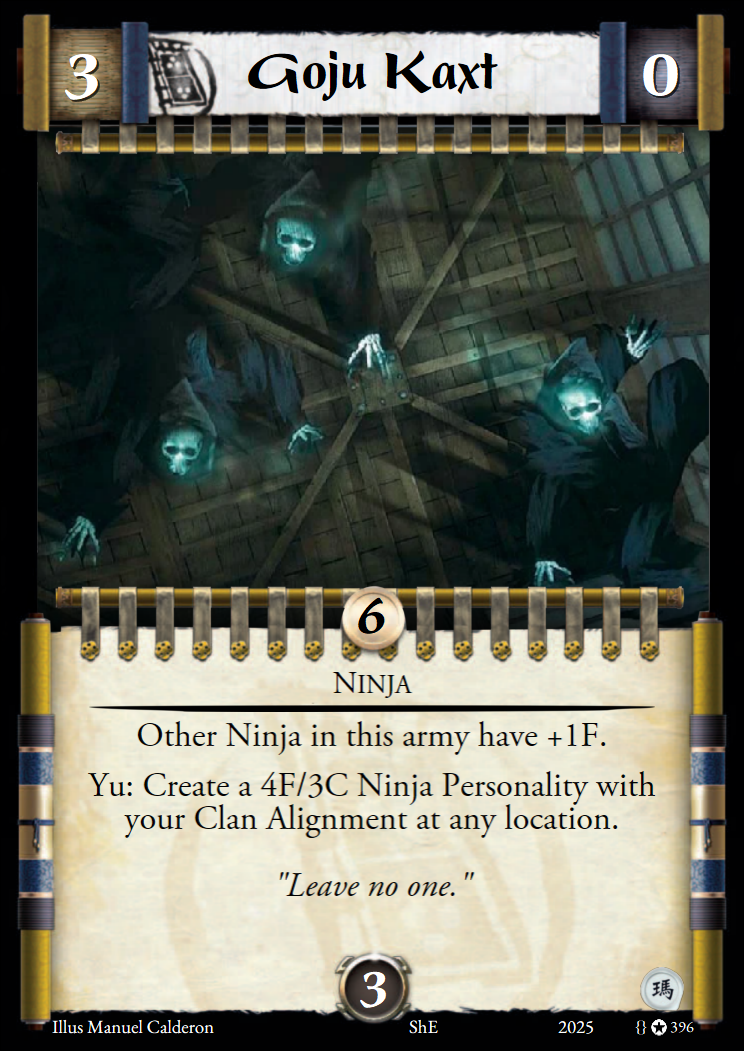 3 Goju Kaxt 0
6
Ninja
Other Ninja in this army have +1F.
Yu: Create a 4F/3C Ninja Personality with
your Clan Alignment at any location.
"Leave no one."
3
瑪
Illus Manuel Calderon ShE 2025 {} 396